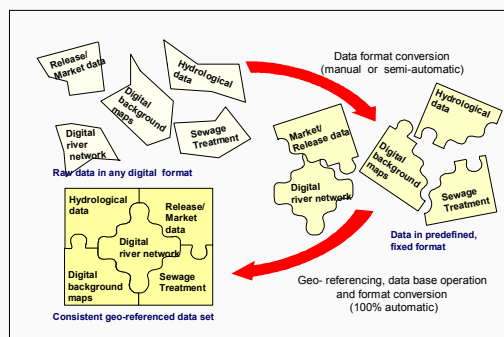 Release/
Market data
Hydrological
data
Digital
background
maps
Digital
river network
Sewage
Treatment
Raw data in any digital format
Data format conversion
(manual or semi-automatic)
Market/
Release data
Digital
river network
Digital
background
maps
Hydrological
data
Sewage
Treatment
Data in predefined,
fixed format
Hydrological
data
Release/
Market
data
Digital
river network
Digital
background
maps
Sewage
Treatment
Consistent geo-referenced data set
Geo- referencing, data base operation
and format conversion
(100% automatic)